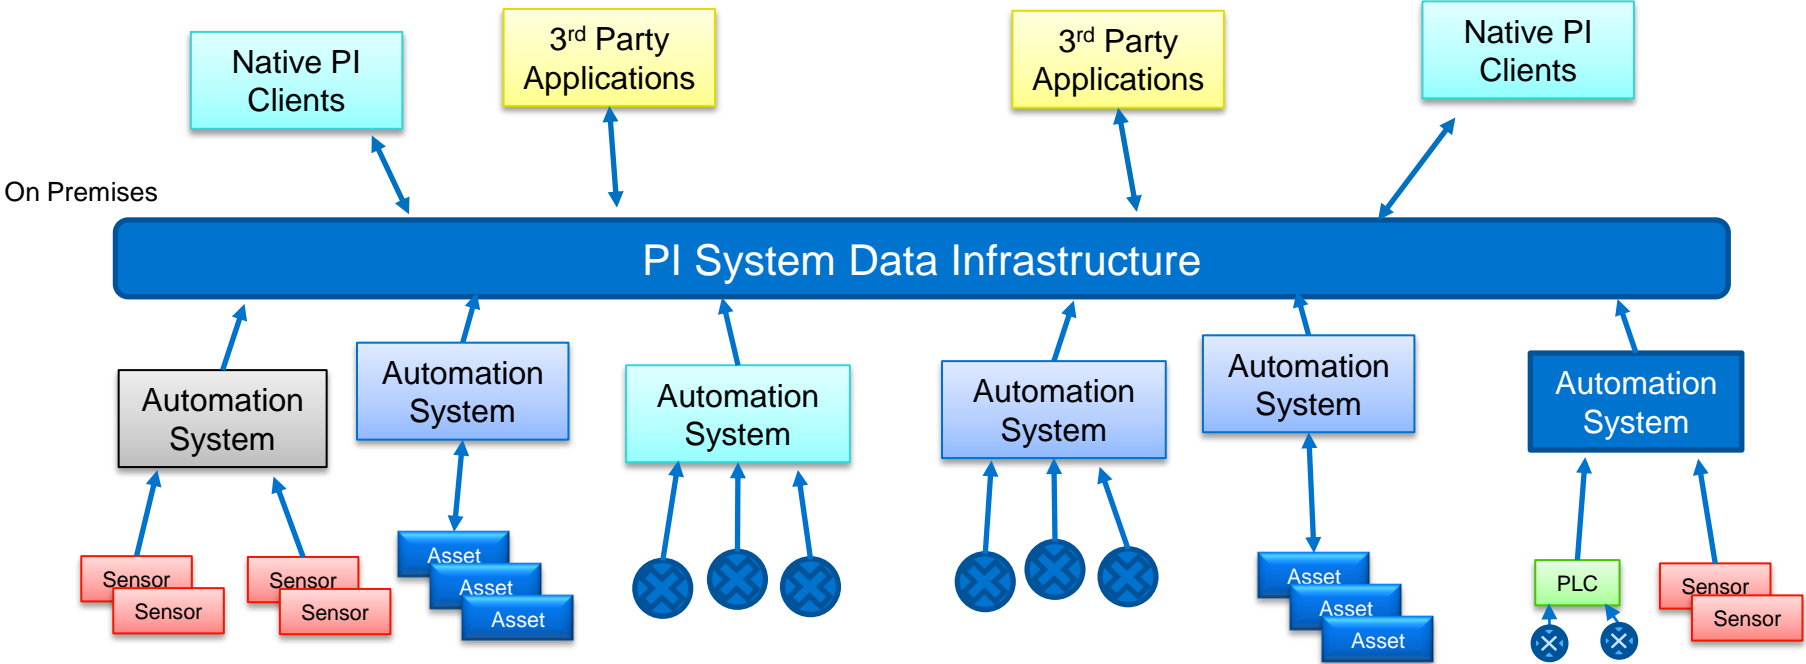 Native PI
Clients
3rd Party
Applications
3rd Party
Applications
Native PI
Clients
On Premises
PI System Data Infrastructure
Automation
System
Automation
System
Automation
System
Automation
System
Automation
System
Automation
System
Sensor
Sensor
Sensor
Sensor
Asset
Asset
Asset
Asset
Asset
Asset
PLC
Sensor
Sensor